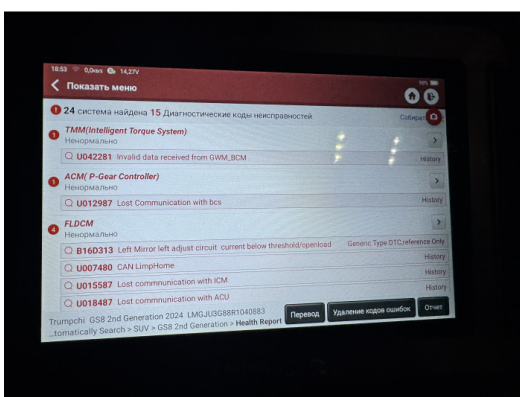 18:53 0,0км/ч 14,27V
Показать меню
24 система найдена 15 Диагностические коды неисправностей
TMM(Intelligent Torque System)
Ненормально
U042281 Invalid data received from GWM_BCM
History
ACM( P-Gear Controller)
Ненормально
U012987 Lost Communication with bcs
History
4 FLDCM
Ненормально
B16D313 Left Mirror left adjust circuit current below threshold/openload Generic Type DTC,reference Only
U007480 CAN LimpHome History
U015587 Lost commnunication with ICM History
U018487 Lost commnunication with ACU History
Trumpchi GS8 2nd Generation 2024 LMGJU3G88R1040883
...tomatically Search > SUV > GS8 2nd Generation > Health Report
Перевод Удаление кодов ошибок Отчет